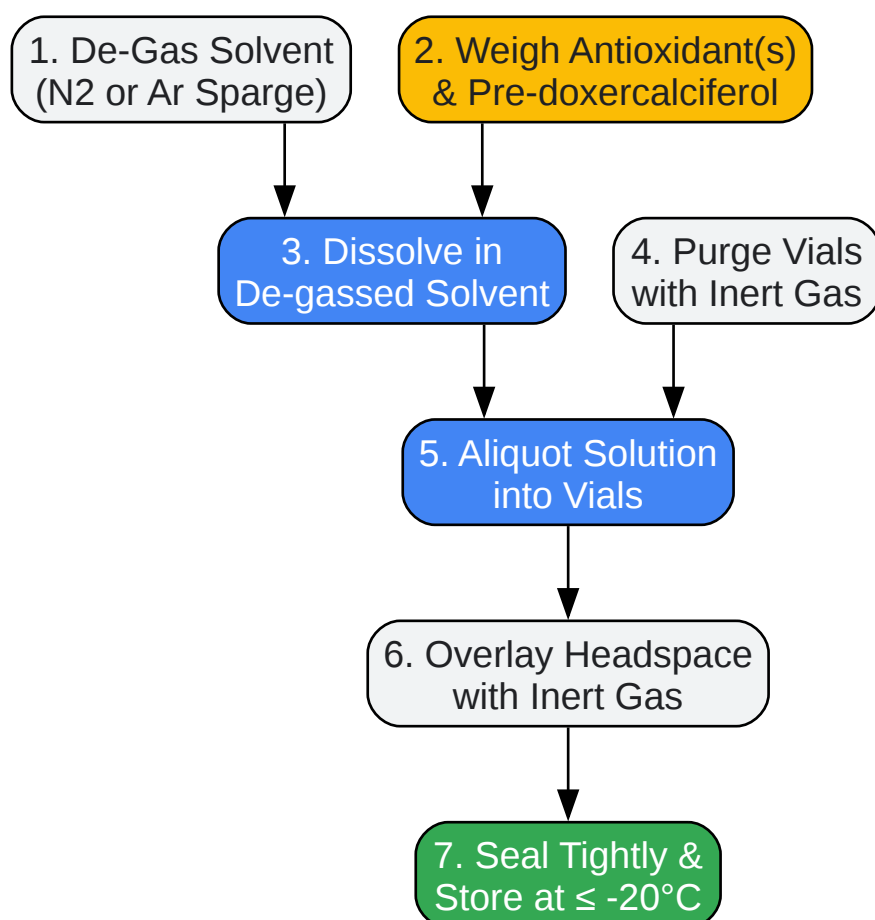 1. De-Gas Solvent
(N2 or Ar Sparge)
2. Weigh Antioxidant(s)
& Pre-doxercalciferol
3. Dissolve in
De-gassed Solvent
4. Purge Vials
with Inert Gas
5. Aliquot Solution
into Vials
6. Overlay Headspace
with Inert Gas
7. Seal Tightly &
Store at ≤ -20°C